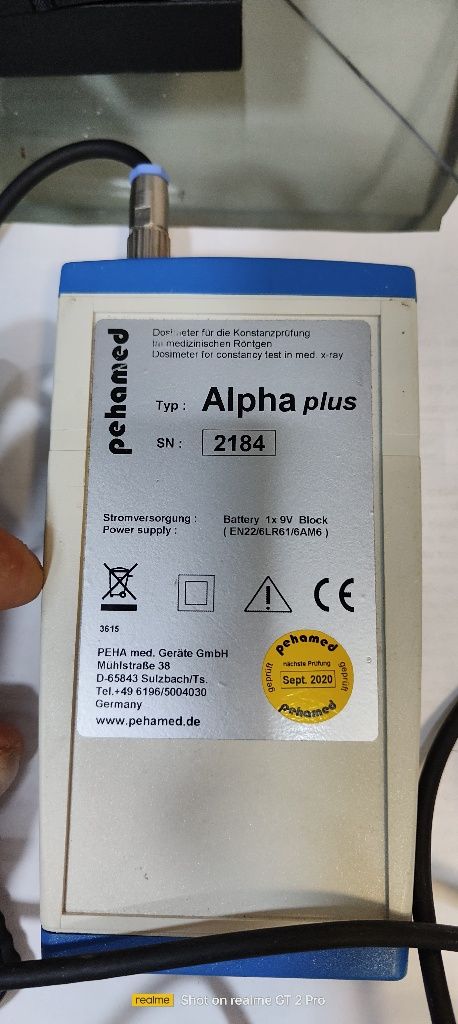 pehamed
Dosimeter für die Konstanzprüfung
im medizinischen Röntgen
Dosimeter for constancy test in med. x-ray
Typ : Alpha plus
SN : 2184
Stromversorgung : Battery 1x 9V Block
Power supply : ( EN22/6LR61/6AM6 )
CE
3615
PEHA med. Geräte GmbH
Mühlstraße 38
D-65843 Sulzbach/Ts.
Tel.+49 6196/5004030
Germany
www.pehamed.de
pehamed
nächste Prüfung
geprüft Sept. 2020 geprüft
pehamed
realme Shot on realme GT 2 Pro